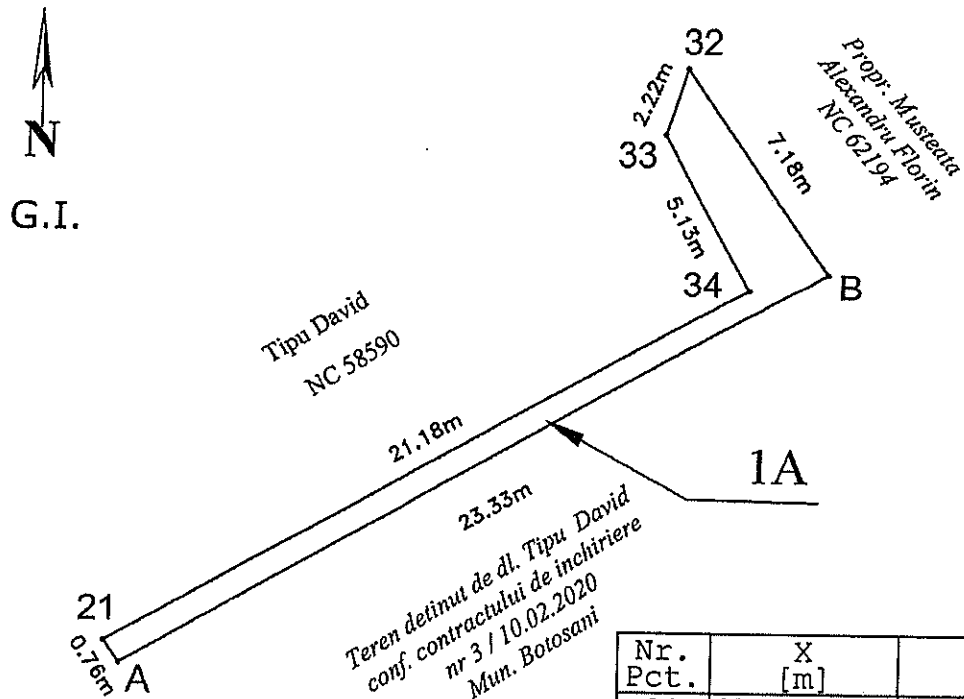 32
Propr. Musteata
Alexandru Florin
NC 62194
2.22m
N
33
7.18m
G.I.
5.13m
34
B
Tipu David
NC 58590
21.18m
1A
23.33m
Teren detinut de dl. Tipu David
conf. contractului de inchiriere
nr 3 / 10.02.2020
Mun. Botosani
21
0.76m
A
Nr. Pct.
X [m]